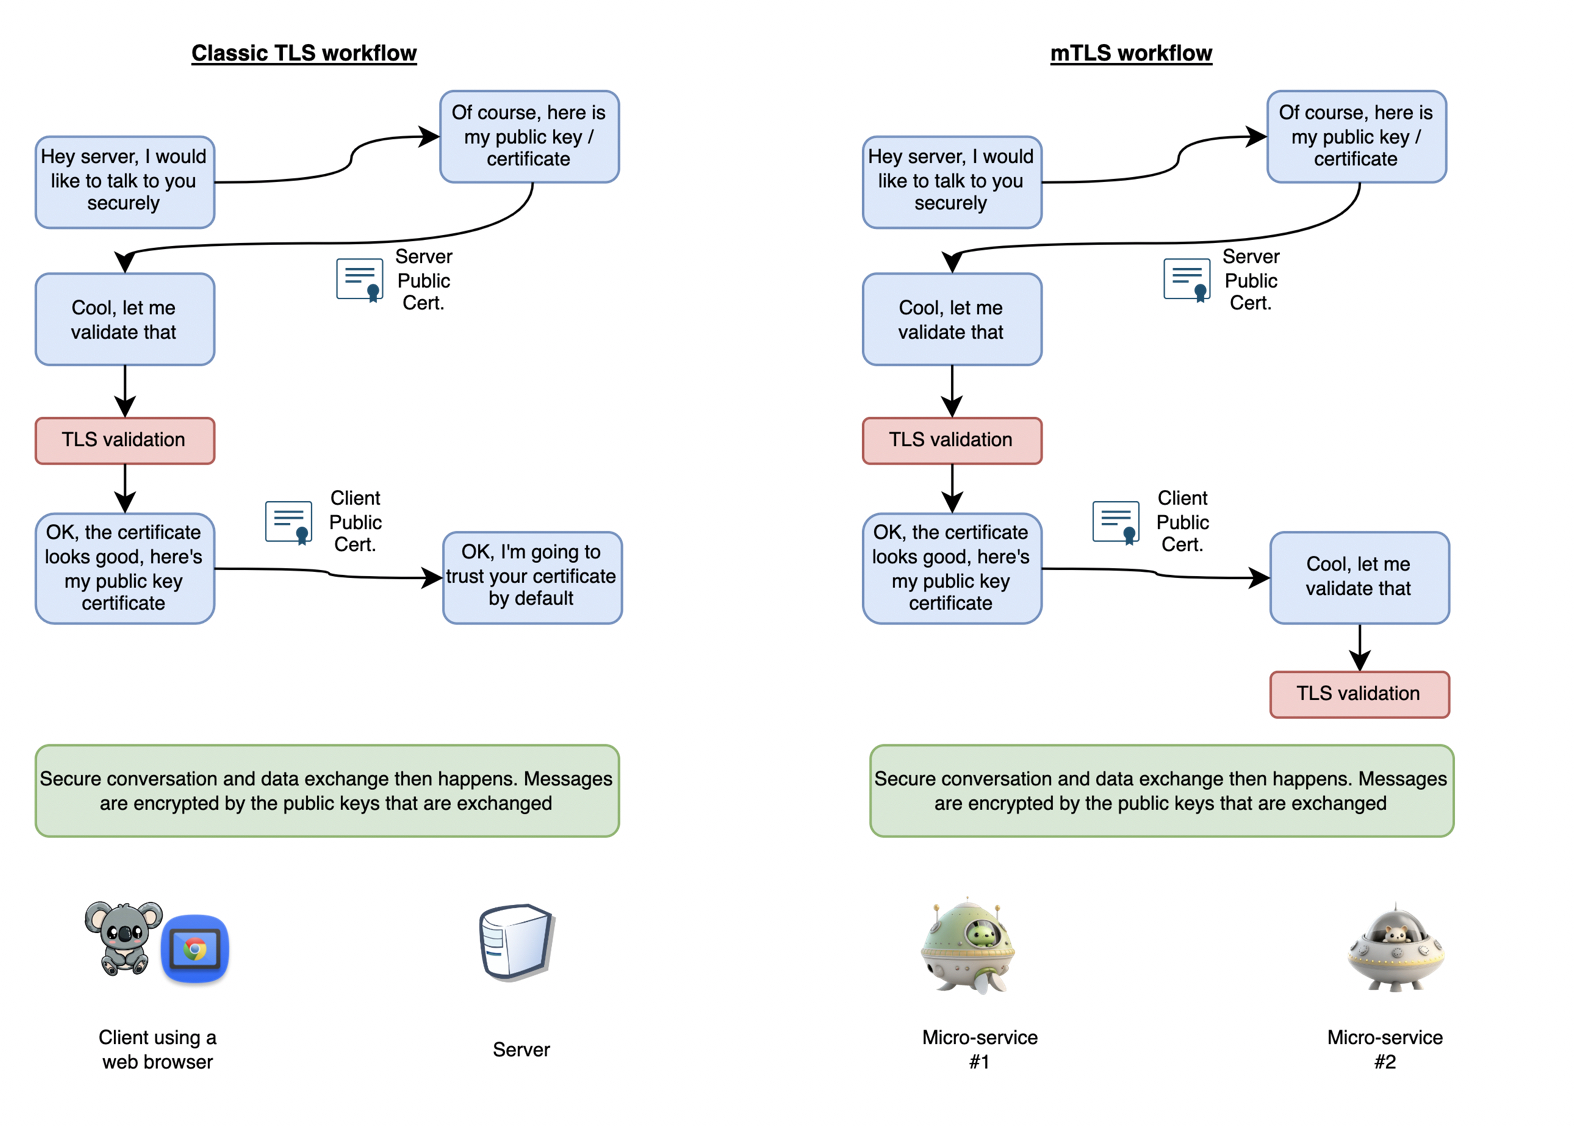 Classic TLS workflow
Hey server, I would
like to talk to you
securely
Of course, here is
my public key /
certificate
Server
Public
Cert.
Cool, let me
validate that
TLS validation
OK, the certificate
looks good, here's
my public key
certificate
Client
Public
Cert.
OK, I'm going to
trust your certificate
by default
Secure conversation and data exchange then happens. Messages
are encrypted by the public keys that are exchanged
Client using a
web browser
Server
mTLS workflow
Hey server, I would
like to talk to you
securely
Of course, here is
my public key /
certificate
Server
Public
Cert.
Cool, let me
validate that
TLS validation
OK, the certificate
looks good, here's
my public key
certificate
Client
Public
Cert.
Cool, let me
validate that
TLS validation
Secure conversation and data exchange then happens. Messages
are encrypted by the public keys that are exchanged
Micro-service
#1
Micro-service
#2